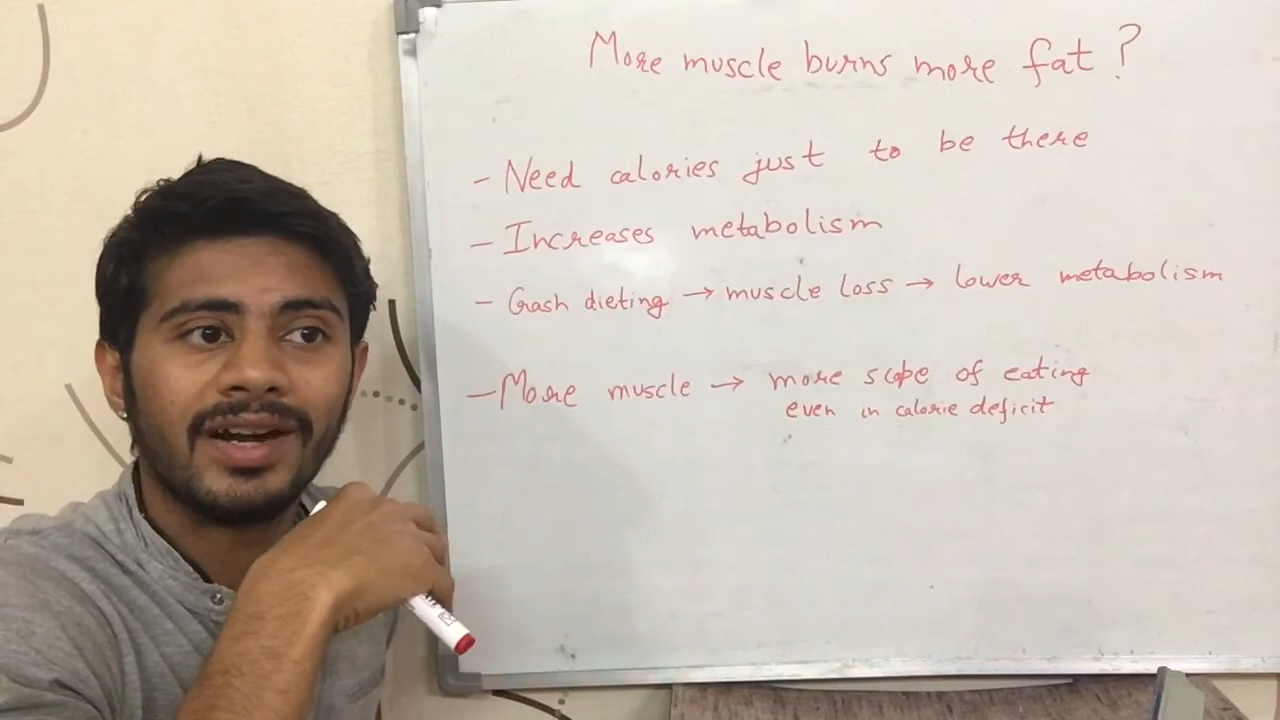 More muscle burns more fat?
- Need calories just to be there
- Increases metabolism
- Crash dieting → muscle loss → lower metabolism
- More muscle → more scope of eating
even in calorie deficit